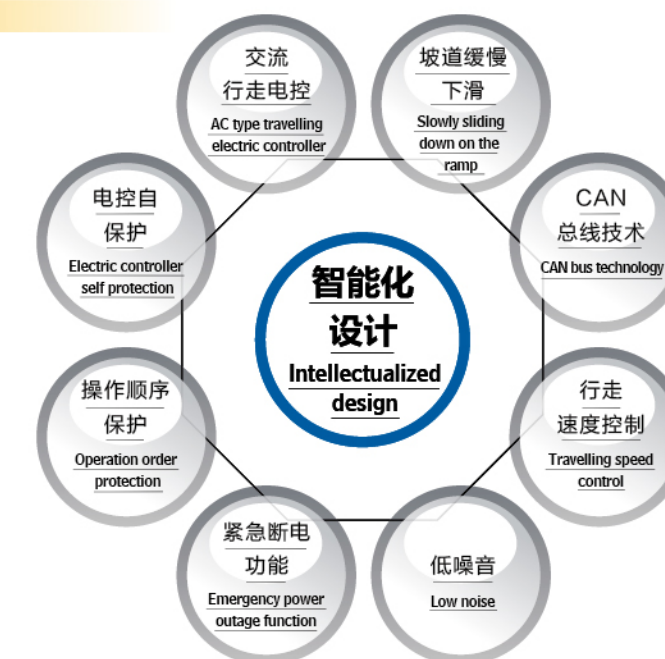 交流
行走电控
AC type travelling
electric controller
坡道缓慢
下滑
Slowly sliding
down on the
ramp
电控自
保护
Electric controller
self protection
CAN
总线技术
CAN bus technology
智能化
设计
Intellectualized
design
操作顺序
保护
Operation order
protection
行走
速度控制
Travelling speed
control
紧急断电
功能
Emergency power
outage function
低噪音
Low noise